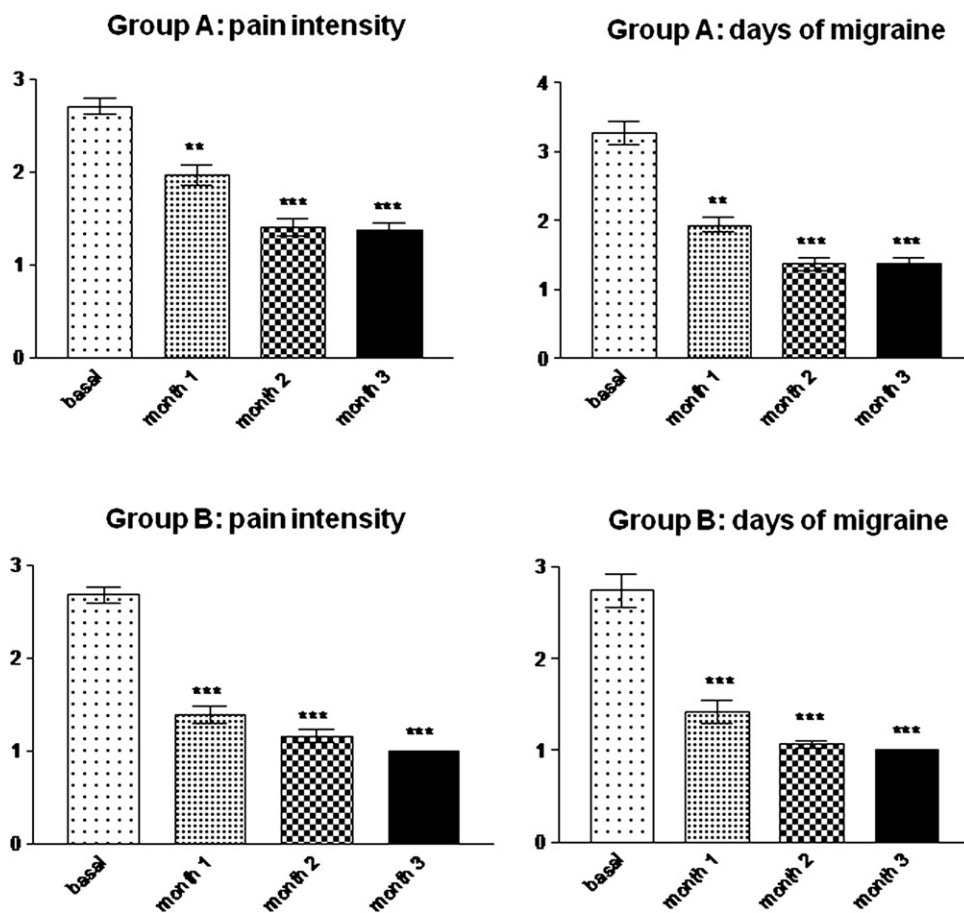 Group A: pain intensity
3
2
1
0
**
***
***
basal
month 1
month 2
month 3
Group A: days of migraine
4
3
2
1
0
**
***
***
basal
month 1
month 2
month 3
Group B: pain intensity
3
2
1
0
***
***
***
basal
month 1
month 2
month 3
Group B: days of migraine
3
2
1
0
***
***
***
basal
month 1
month 2
month 3